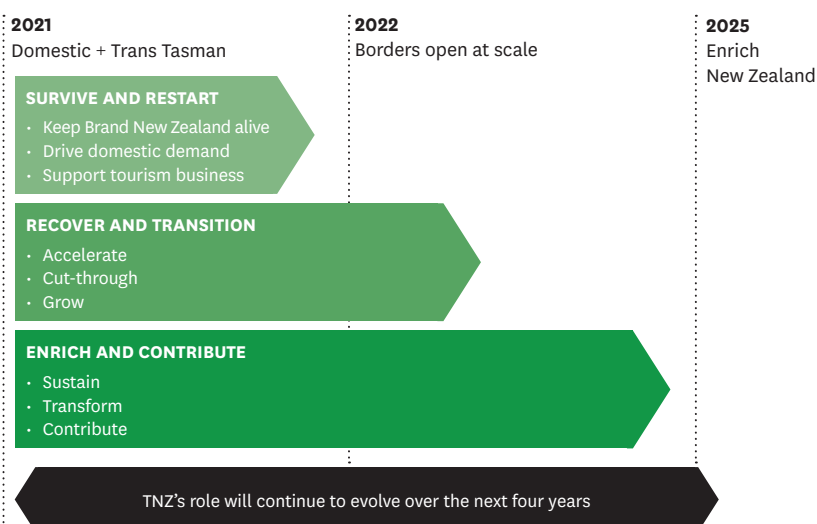 2021
Domestic + Trans Tasman
2022
Borders open at scale
2025
Enrich
New Zealand
SURVIVE AND RESTART
· Keep Brand New Zealand alive
· Drive domestic demand
· Support tourism business
RECOVER AND TRANSITION
· Accelerate
· Cut-through
· Grow
ENRICH AND CONTRIBUTE
· Sustain
· Transform
· Contribute
TNZ's role will continue to evolve over the next four years